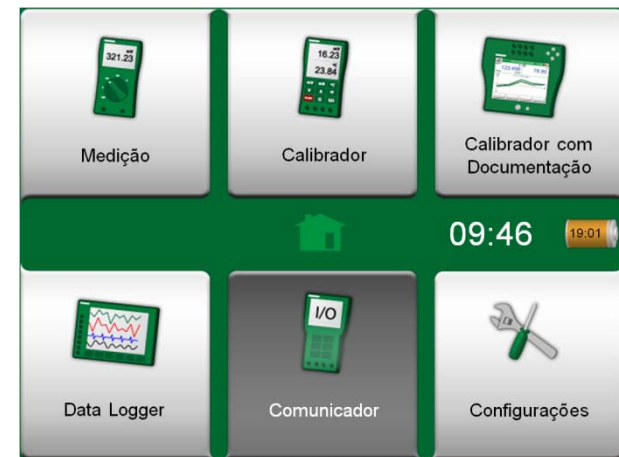 321.23
Medição
16.23
23.84
Calibrador
Calibrador com
Documentação
09:46
19:01
Data Logger
I/O
Comunicador
Configurações